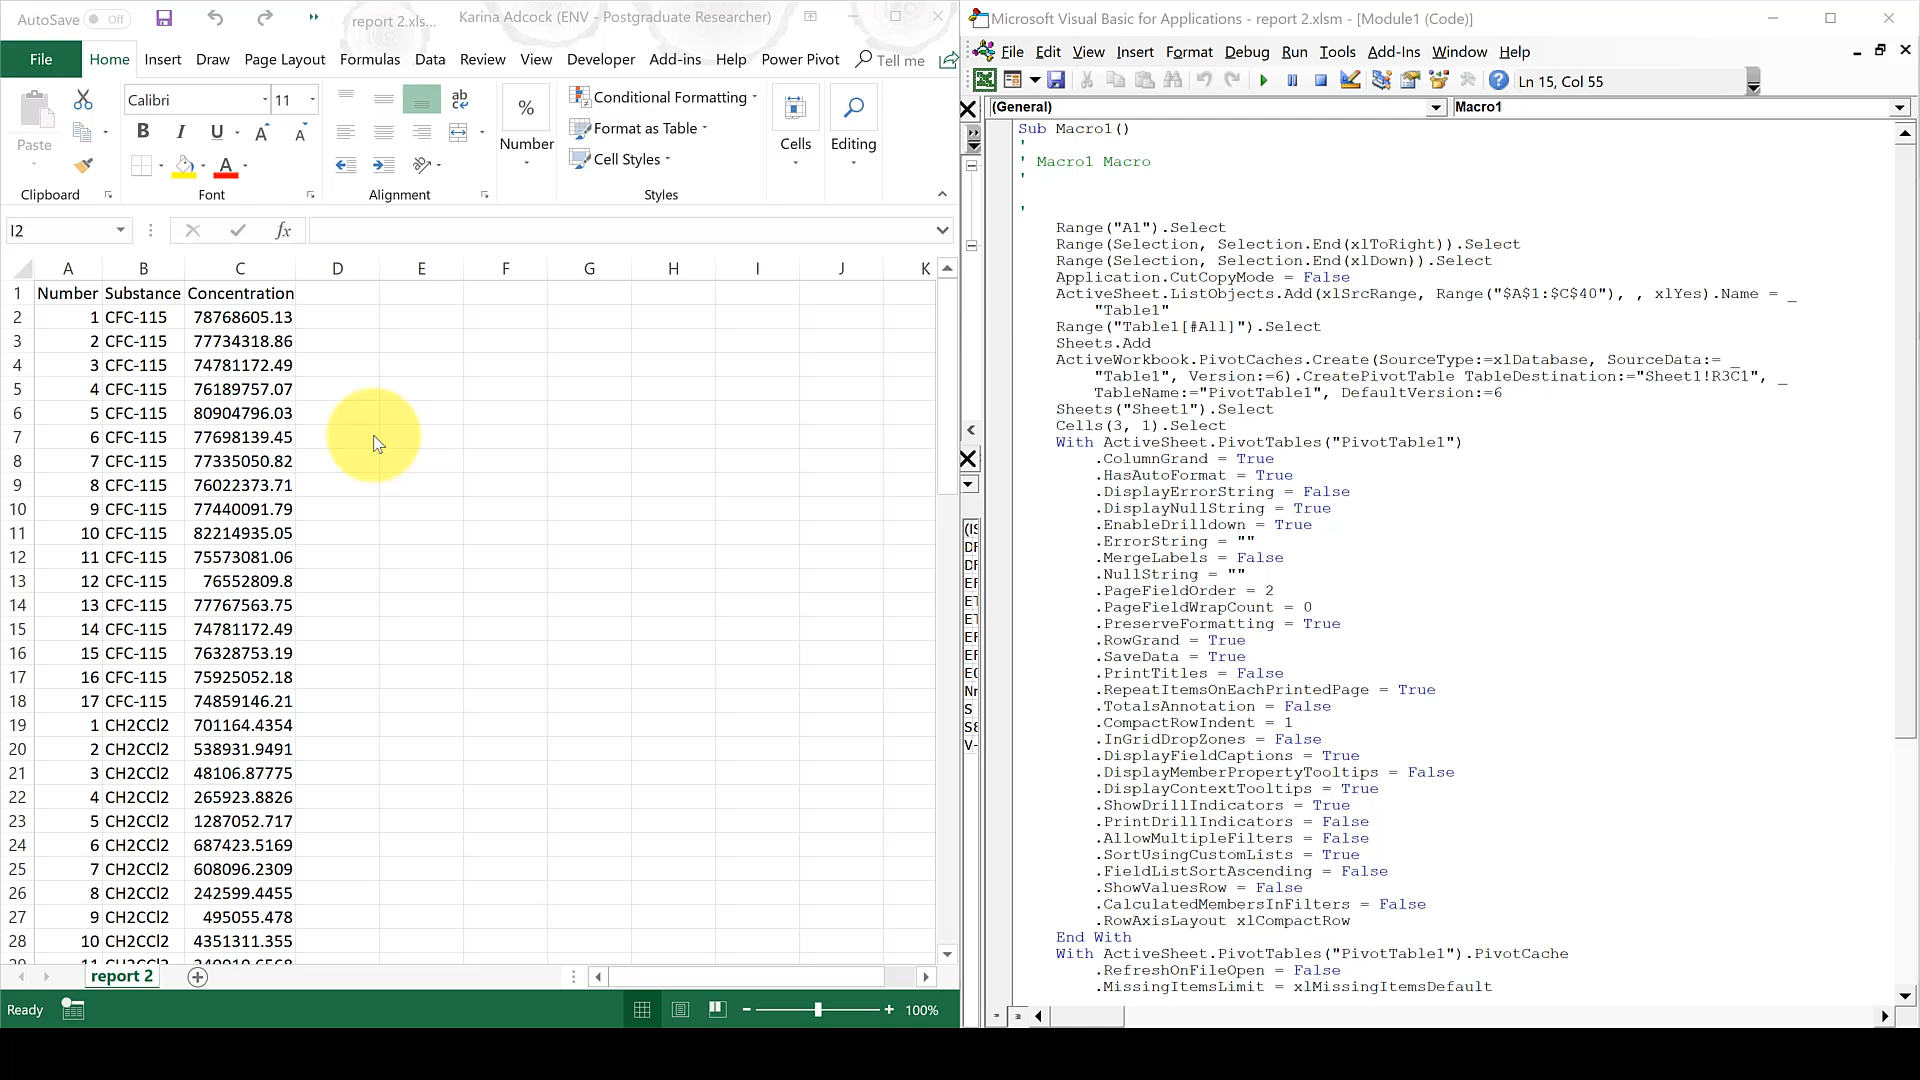 AutoSave Off
report 2.xls...
Karina Adcock (ENV - Postgraduate Researcher)
File Home Insert Draw Page Layout Formulas Data Review View Developer Add-ins Help Power Pivot Tell me
Paste
Calibri 11
B I U A A
A
ab
%
Number
Conditional Formatting
Format as Table
Cell Styles
Cells
Editing
Clipboard Font Alignment Styles
I2
fx
A B C D E F G H I J K
1 Number Substance Concentration
2 1 CFC-115 78768605.13
3 2 CFC-115 77734318.86
4 3 CFC-115 74781172.49
5 4 CFC-115 76189757.07
6 5 CFC-115 80904796.03
7 6 CFC-115 77698139.45
8 7 CFC-115 77335050.82
9 8 CFC-115 76022373.71
10 9 CFC-115 77440091.79
11 10 CFC-115 82214935.05
12 11 CFC-115 75573081.06
13 12 CFC-115 76552809.8
14 13 CFC-115 77767563.75
15 14 CFC-115 74781172.49
16 15 CFC-115 76328753.19
17 16 CFC-115 75925052.18
18 17 CFC-115 74859146.21
19 1 CH2CCl2 701164.4354
20 2 CH2CCl2 538931.9491
21 3 CH2CCl2 48106.87775
22 4 CH2CCl2 265923.8826
23 5 CH2CCl2 1287052.717
24 6 CH2CCl2 687423.5169
25 7 CH2CCl2 608096.2309
26 8 CH2CCl2 242599.4455
27 9 CH2CCl2 495055.478
28 10 CH2CCl2 4351311.355
report 2
Ready
100%
Microsoft Visual Basic for Applications - report 2.xlsm - [Module1 (Code)]
File Edit View Insert Format Debug Run Tools Add-Ins Window Help
Ln 15, Col 55
(General) Macro1
Sub Macro1()
'
' Macro1 Macro
'
'
Range("A1").Select
Range(Selection, Selection.End(xlToRight)).Select
Range(Selection, Selection.End(xlDown)).Select
Application.CutCopyMode = False
ActiveSheet.ListObjects.Add(xlSrcRange, Range("$A$1:$C$40"), , xlYes).Name = _
"Table1"
Range("Table1[#All]").Select
Sheets.Add
ActiveWorkbook.PivotCaches.Create(SourceType:=xlDatabase, SourceData:= _
"Table1", Version:=6).CreatePivotTable TableDestination:="Sheet1!R3C1", _
TableName:="PivotTable1", DefaultVersion:=6
Sheets("Sheet1").Select
Cells(3, 1).Select
With ActiveSheet.PivotTables("PivotTable1")
.ColumnGrand = True
.HasAutoFormat = True
.DisplayErrorString = False
.DisplayNullString = True
.EnableDrilldown = True
.ErrorString = ""
.MergeLabels = False
.NullString = ""
.PageFieldOrder = 2
.PageFieldWrapCount = 0
.PreserveFormatting = True
.RowGrand = True
.SaveData = True
.PrintTitles = False
.RepeatItemsOnEachPrintedPage = True
.TotalsAnnotation = False
.CompactRowIndent = 1
.InGridDropZones = False
.DisplayFieldCaptions = True
.DisplayMemberPropertyTooltips = False
.DisplayContextTooltips = True
.ShowDrillIndicators = True
.PrintDrillIndicators = False
.AllowMultipleFilters = False
.SortUsingCustomLists = True
.FieldListSortAscending = False
.ShowValuesRow = False
.CalculatedMembersInFilters = False
.RowAxisLayout xlCompactRow
End With
With ActiveSheet.PivotTables("PivotTable1").PivotCache
.RefreshOnFileOpen = False
.MissingItemsLimit = xlMissingItemsDefault